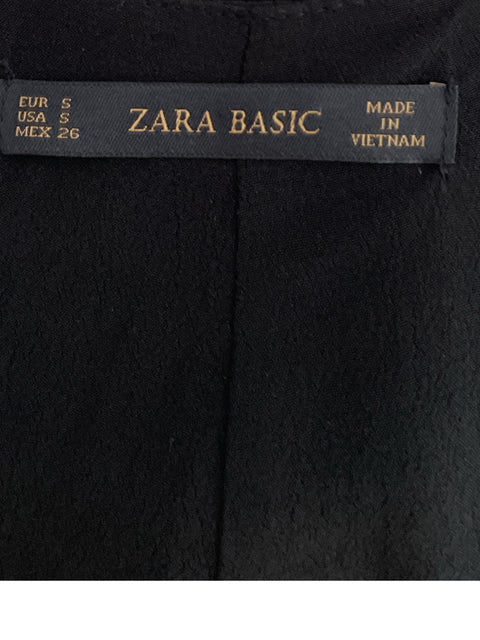 EUR S
USA S
MEX 26
ZARA BASIC
MADE
IN
VIETNAM